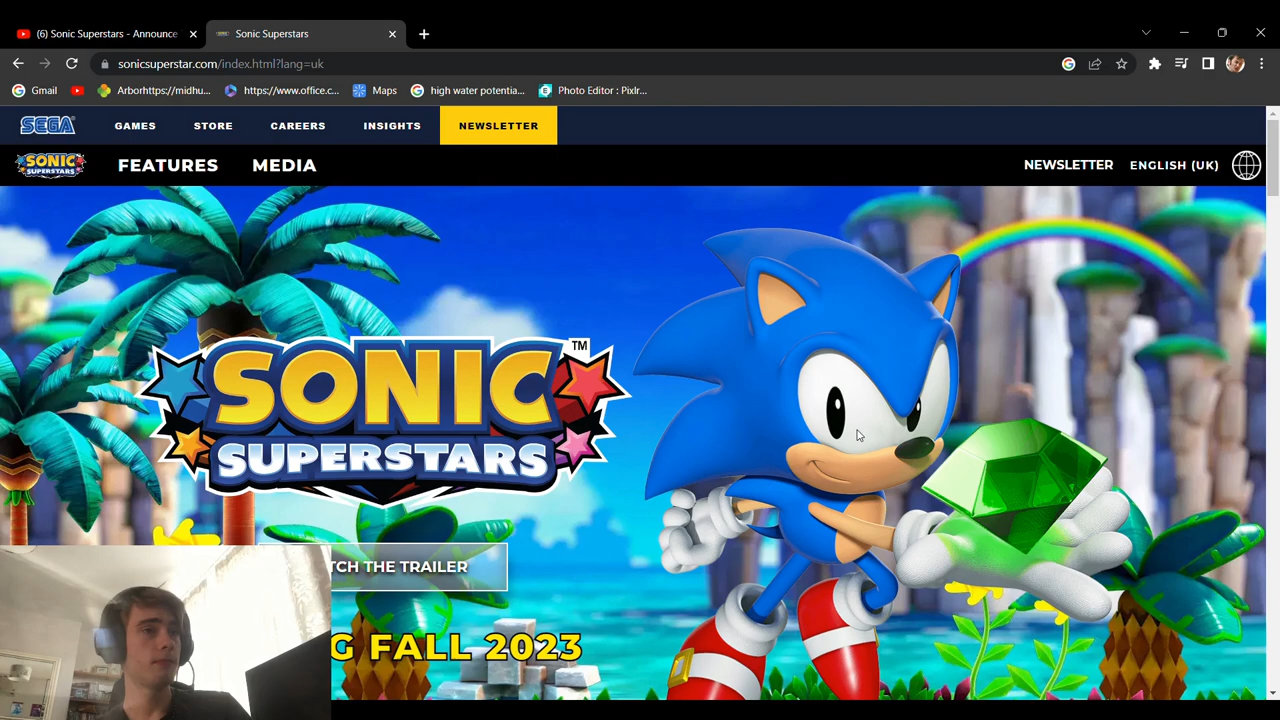 (6) Sonic Superstars - Announce
Sonic Superstars
sonicsuperstar.com/index.html?lang=uk
Gmail
Arborhttps://midhu...
https://www.office.c...
Maps
high water potentia...
Photo Editor : Pixlr...
SEGA
GAMES
STORE
CAREERS
INSIGHTS
NEWSLETTER
SONIC
SUPERSTARS
FEATURES
MEDIA
NEWSLETTER
ENGLISH (UK)
SONIC
TM
SUPERSTARS
TCH THE TRAILER
G FALL 2023